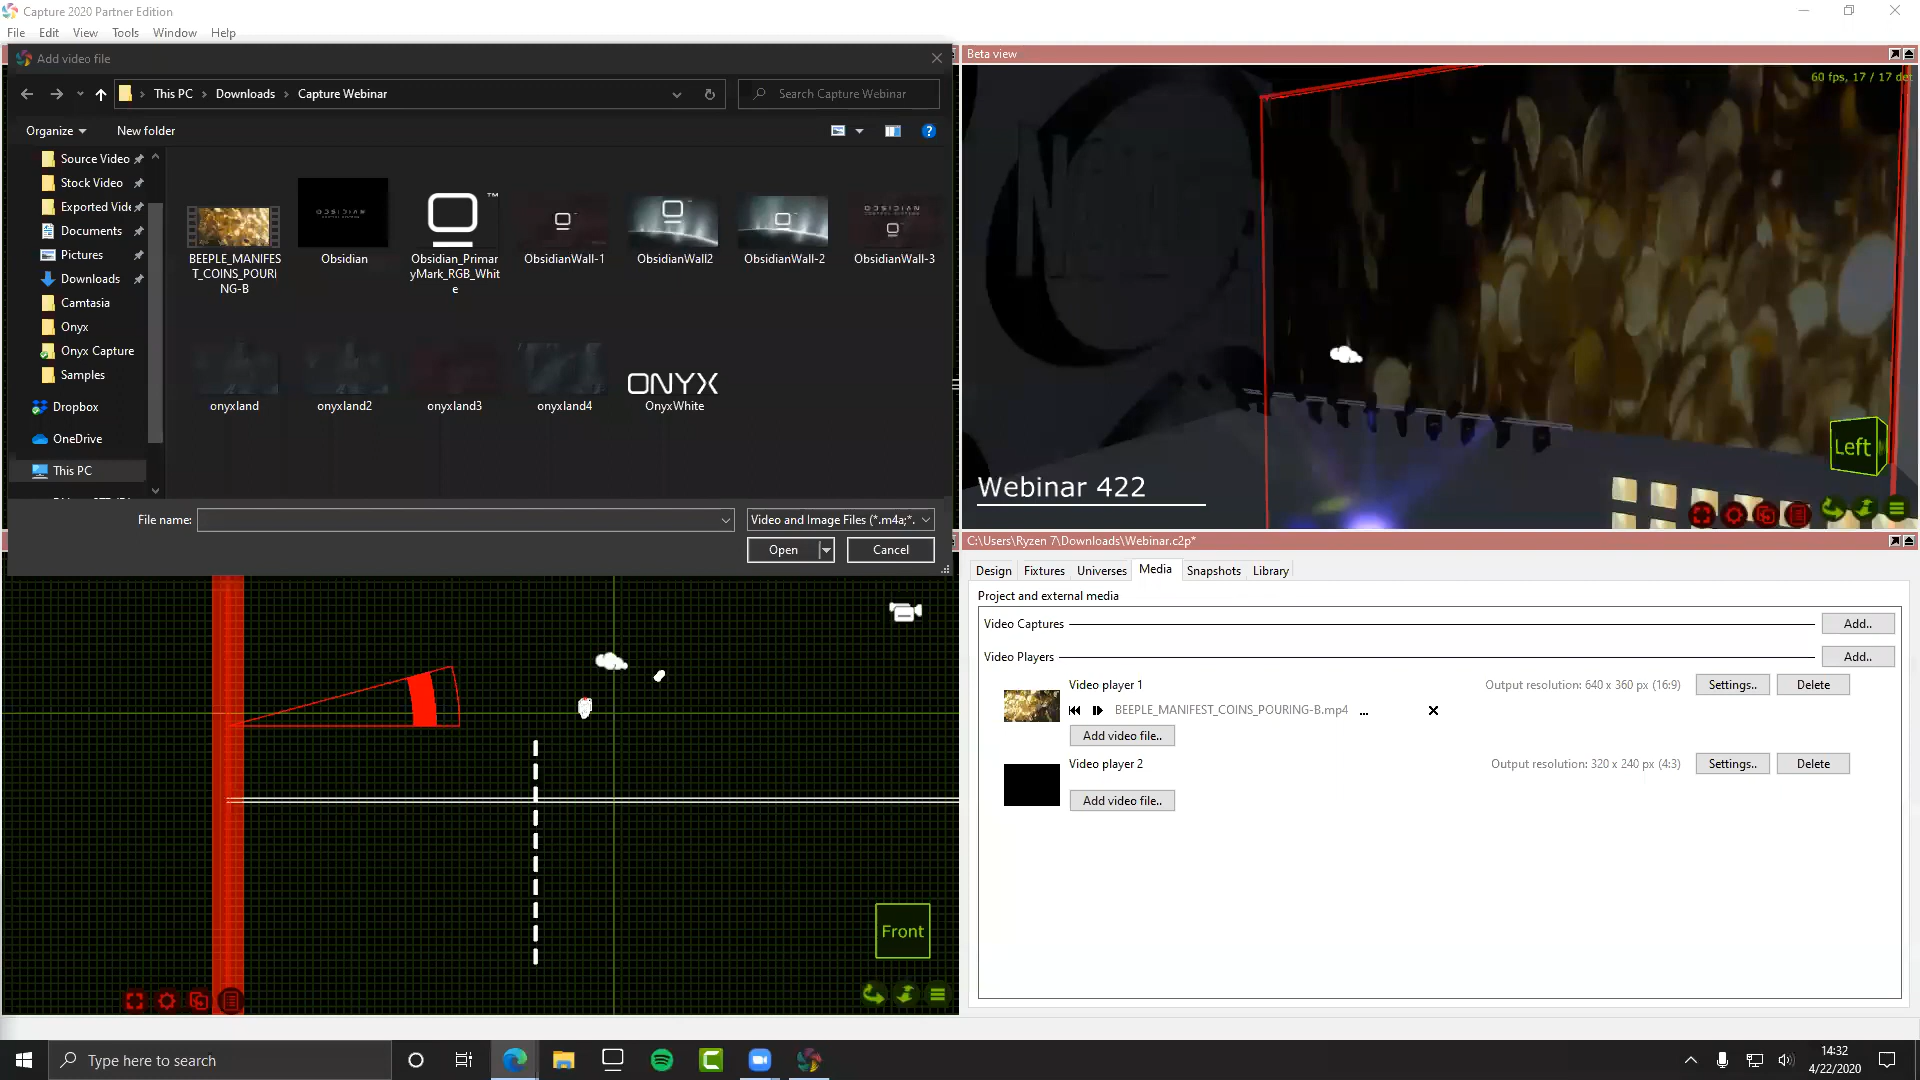 Capture 2020 Partner Edition
File Edit View Tools Window Help
Add video file
This PC > Downloads > Capture Webinar
Search Capture Webinar
Organize
New folder
Source Video
Stock Video
Exported Vide
Documents
Pictures
Downloads
Camtasia
Onyx
Onyx Capture
Samples
Dropbox
OneDrive
This PC
OBSIDIAN
TM
OBSIDIAN
BEEPLE_MANIFEST_COINS_POURING-B
Obsidian
Obsidian_PrimaryMark_RGB_White
ObsidianWall-1
ObsidianWall2
ObsidianWall-2
ObsidianWall-3
ONYX
onyxland
onyxland2
onyxland3
onyxland4
OnyxWhite
File name:
Video and Image Files (*.m4a;*.
Open
Cancel
Front
Beta view
60 fps, 17 / 17 det
Left
Webinar 422
C:\Users\Ryzen 7\Downloads\Webinar.c2p*
Design Fixtures Universes Media Snapshots Library
Project and external media
Video Captures
Add..
Video Players
Add..
Video player 1
Output resolution: 640 x 360 px (16:9)
Settings..
Delete
BEEPLE_MANIFEST_COINS_POURING-B.mp4
...
Add video file..
Video player 2
Output resolution: 320 x 240 px (4:3)
Settings..
Delete
Add video file..
Type here to search
14:32
4/22/2020